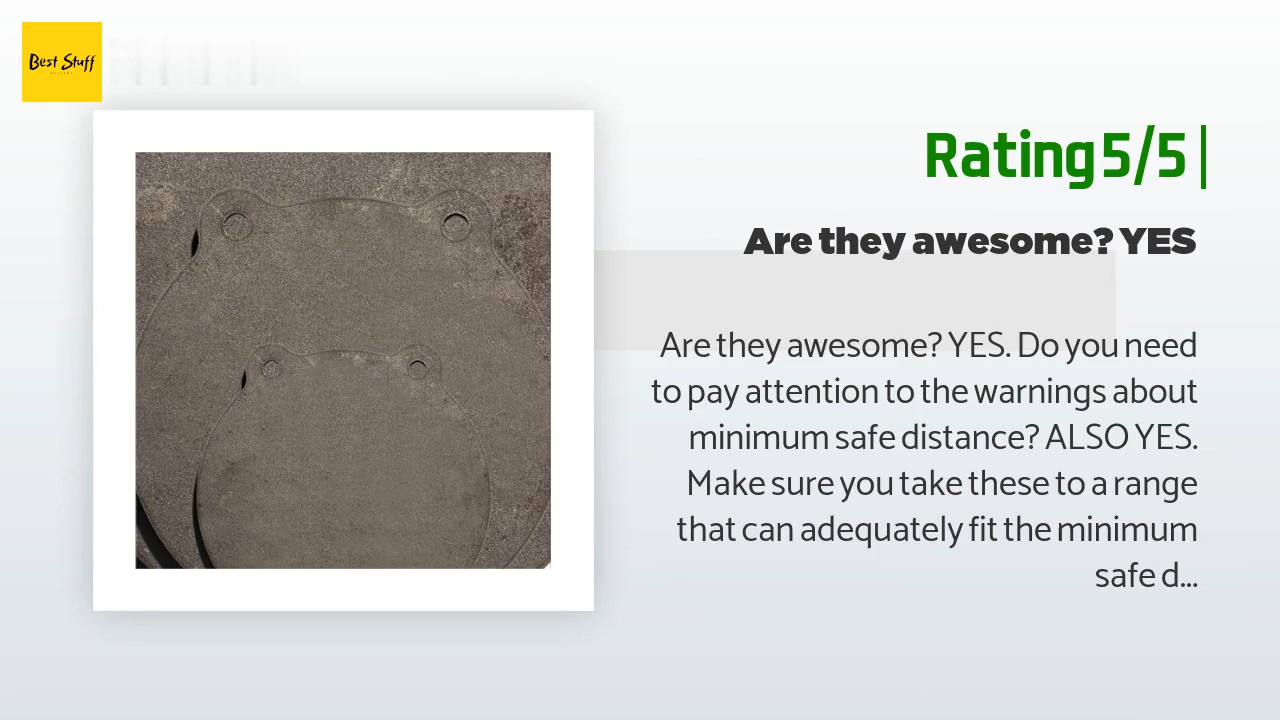 Best Stuff
Rating 5/5 |
Are they awesome? YES
Are they awesome? YES. Do you need
to pay attention to the warnings about
minimum safe distance? ALSO YES.
Make sure you take these to a range
that can adequately fit the minimum
safe d...